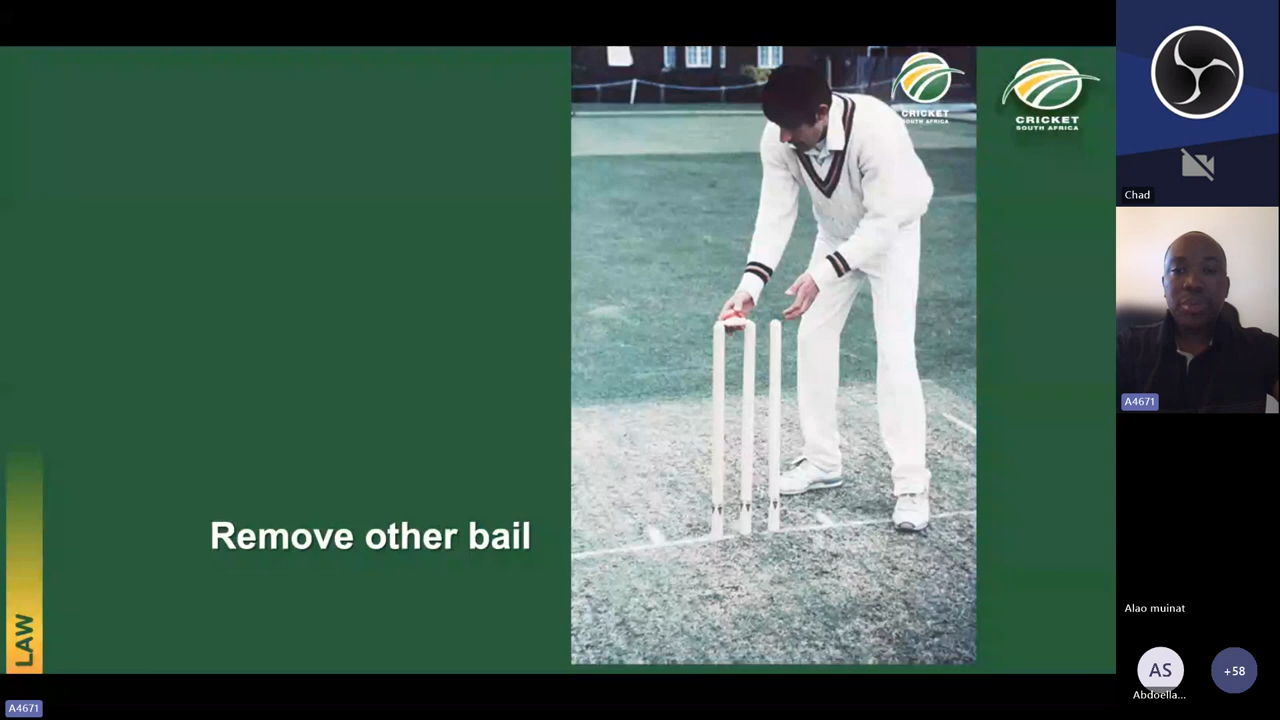 CRICKET
SOUTH AFRICA
CRICKET
SOUTH AFRICA
Remove other bail
LAW
A4671
Chad
A4671
Alao muinat
AS
Abdoella...
+58